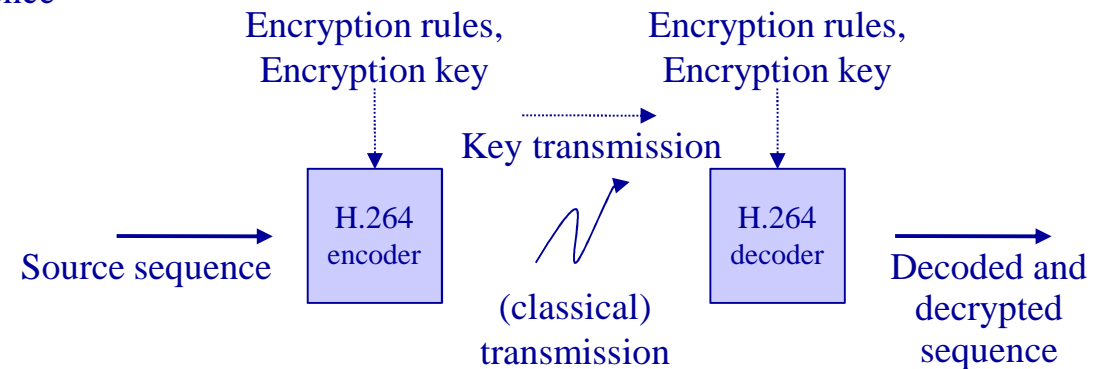 Encryption rules,
Encryption key
Encryption rules,
Encryption key
Key transmission
H.264
encoder
H.264
decoder
Source sequence
(classical)
transmission
Decoded and
decrypted
sequence